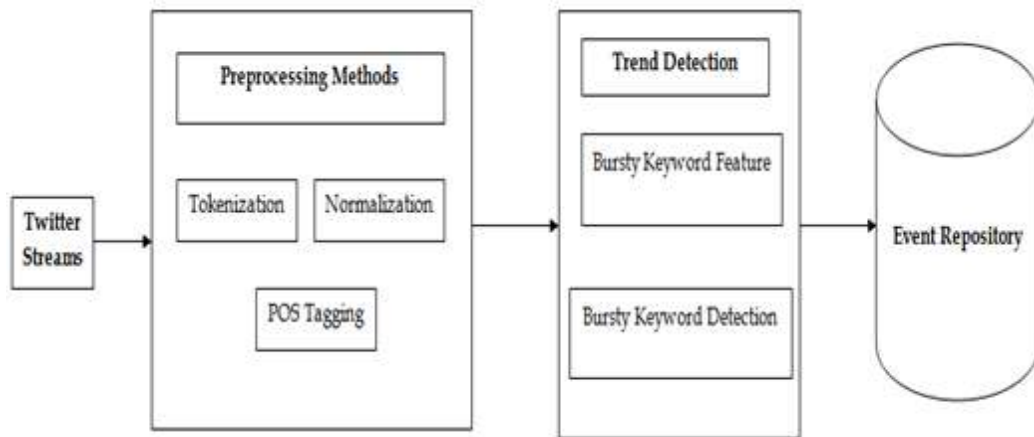 Twitter
Streams
Preprocessing Methods
Tokenization
Normalization
POS Tagging
Trend Detection
Bursty Keyword Feature
Bursty Keyword Detection
Event Repository